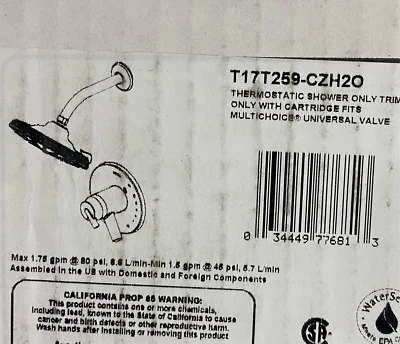 T17T259-CZH2O
THERMOSTATIC SHOWER ONLY TRIM
ONLY WITH CARTRIDGE FITS
MULTICHOICE® UNIVERSAL VALVE
0 34449 77681 3
Max 1.75 gpm @ 80 psi, 6.6 L/min-Min 1.5 gpm @ 45 psi, 5.7 L/min
Assembled in the US with Domestic and Foreign Components
CALIFORNIA PROP 65 WARNING:
This product contains one or more chemicals,
including lead, known to the State of California to cause
cancer and birth defects or other reproductive harm.
Wash hands after installing or removing this product
WaterSe
Meets EPA